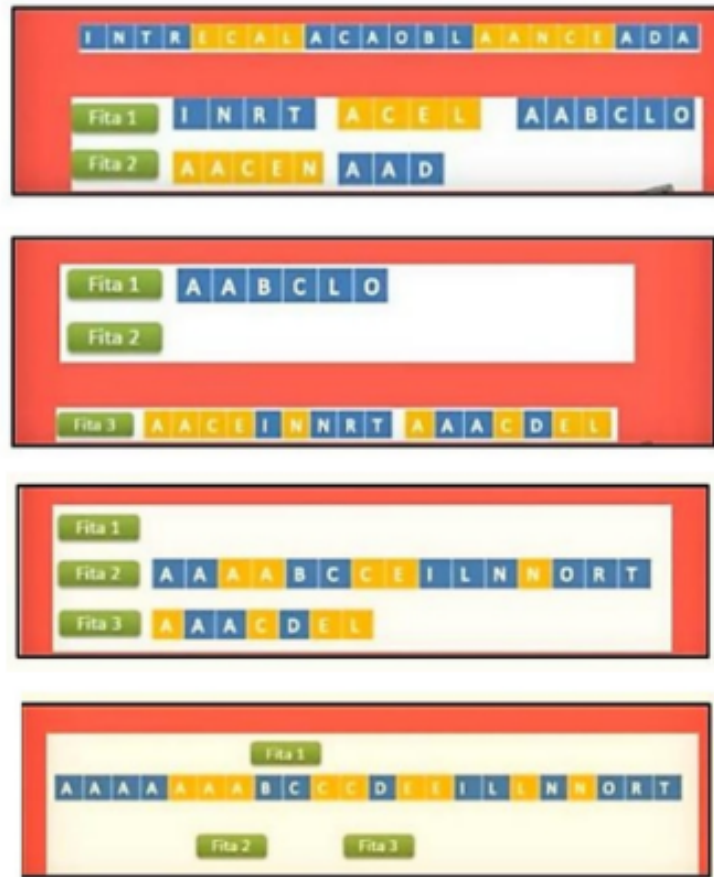 I N T R E C A L A C A O B L A A N C E A D A
Fita 1 I N R T A C E L A A B C L O
Fita 2 A A C E N A A D
Fita 1 A A B C L O
Fita 2
Fita 3 A A C E I N N R T A A A C D E L
Fita 1
Fita 2 A A A A B C C E I L N N O R T
Fita 3 A A A C D E L
Fita 1
A A A A A A A B C C C D E E I L L N N O R T
Fita 2 Fita 3